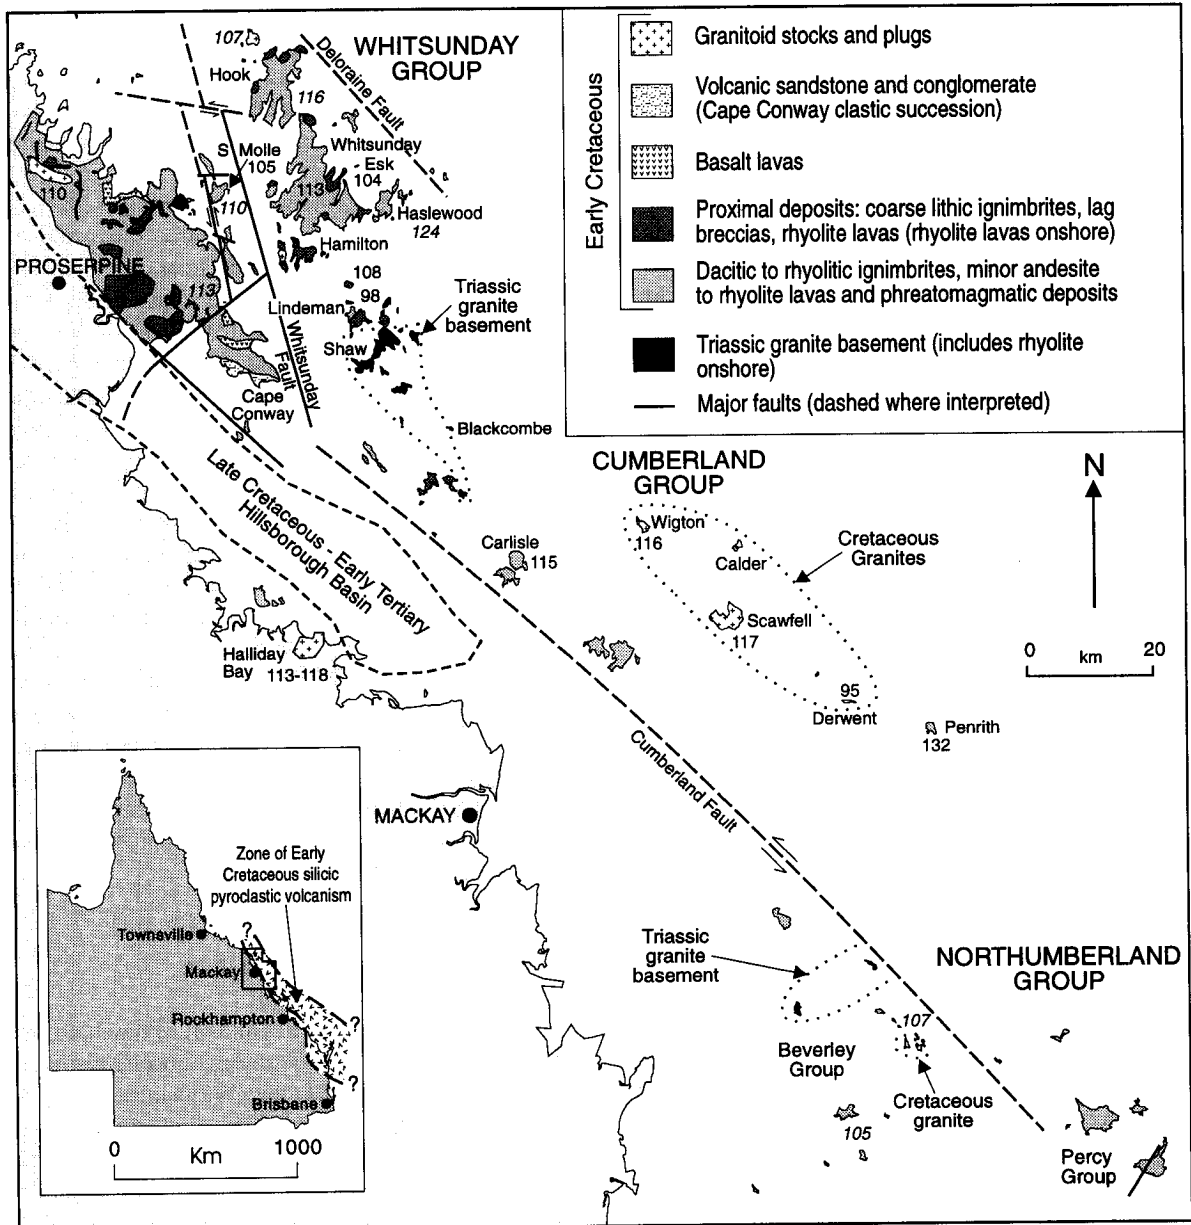 107
Hook
WHITSUNDAY
GROUP
Deloraine Fault
116
Whitsunday
S Molle
105
Esk
104
110
110
113
Haslewood
124
Hamilton
PROSERPINE
113
108
98
Lindeman
Triassic
granite
basement
Shaw
Whitsunday
Fault
Cape
Conway
Blackcombe
Early Cretaceous
Granitoid stocks and plugs
Volcanic sandstone and conglomerate
(Cape Conway clastic succession)
Basalt lavas
Proximal deposits: coarse lithic ignimbrites, lag
breccias, rhyolite lavas (rhyolite lavas onshore)
Dacitic to rhyolitic ignimbrites, minor andesite
to rhyolite lavas and phreatomagmatic deposits
Triassic granite basement (includes rhyolite
onshore)
Major faults (dashed where interpreted)
Late Cretaceous - Early Tertiary
Hillsborough Basin
CUMBERLAND
GROUP
N
Wigton
116
Calder
Cretaceous
Granites
Carlisle
115
Scawfell
117
0 km 20
Halliday
Bay
113-118
95
Derwent
Penrith
132
Cumberland Fault
MACKAY
Zone of Early
Cretaceous silicic
pyroclastic volcanism
Townsville
?
Mackay
Rockhampton
?
?
Brisbane
0 Km 1000
Triassic
granite
basement
NORTHUMBERLAND
GROUP
107
Beverley
Group
Cretaceous
granite
105
Percy
Group